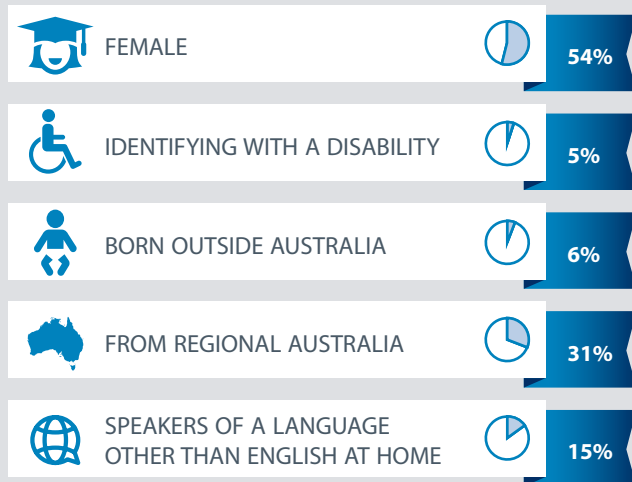 FEMALE
54%
IDENTIFYING WITH A DISABILITY
5%
BORN OUTSIDE AUSTRALIA
6%
FROM REGIONAL AUSTRALIA
31%
SPEAKERS OF A LANGUAGE
OTHER THAN ENGLISH AT HOME
15%